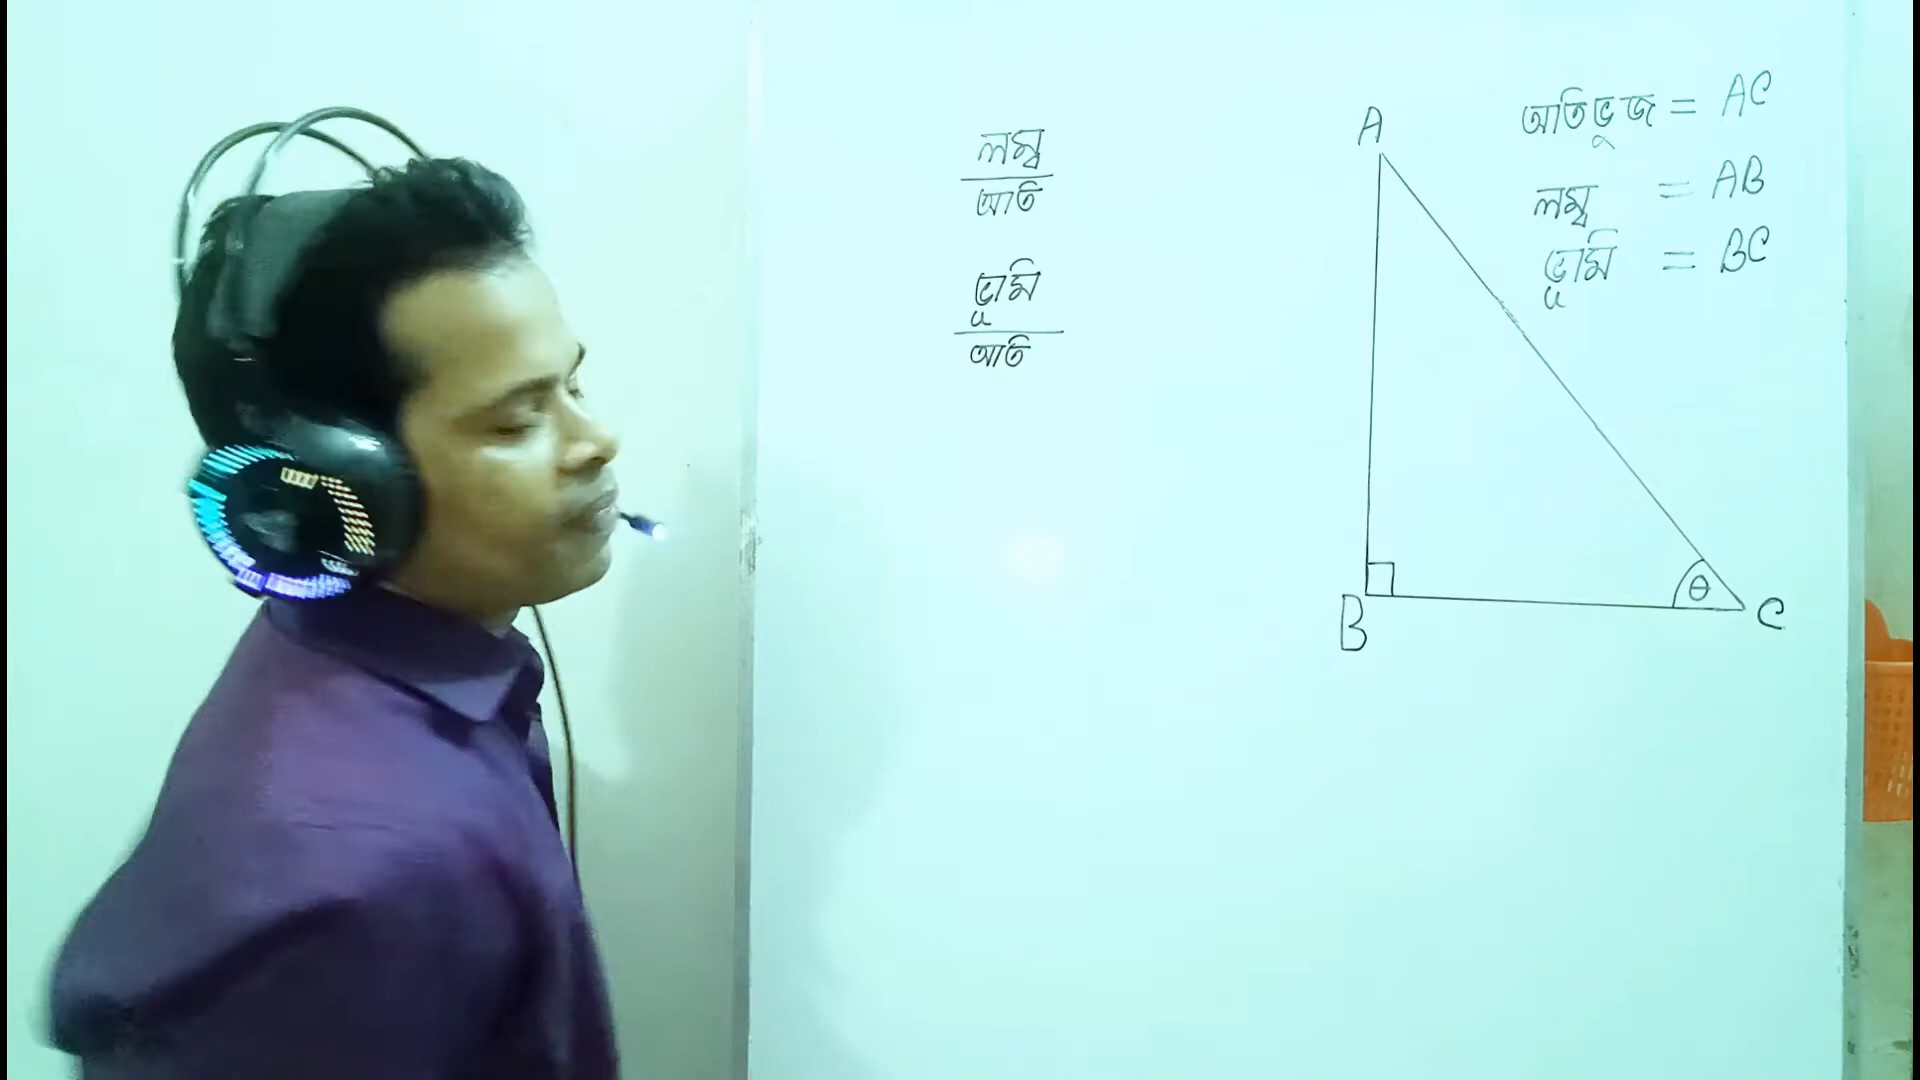 লম্ব
অতি
ভূমি
অতি
অতিভূজ = AC
লম্ব = AB
ভূমি = BC
A
B
θ
C